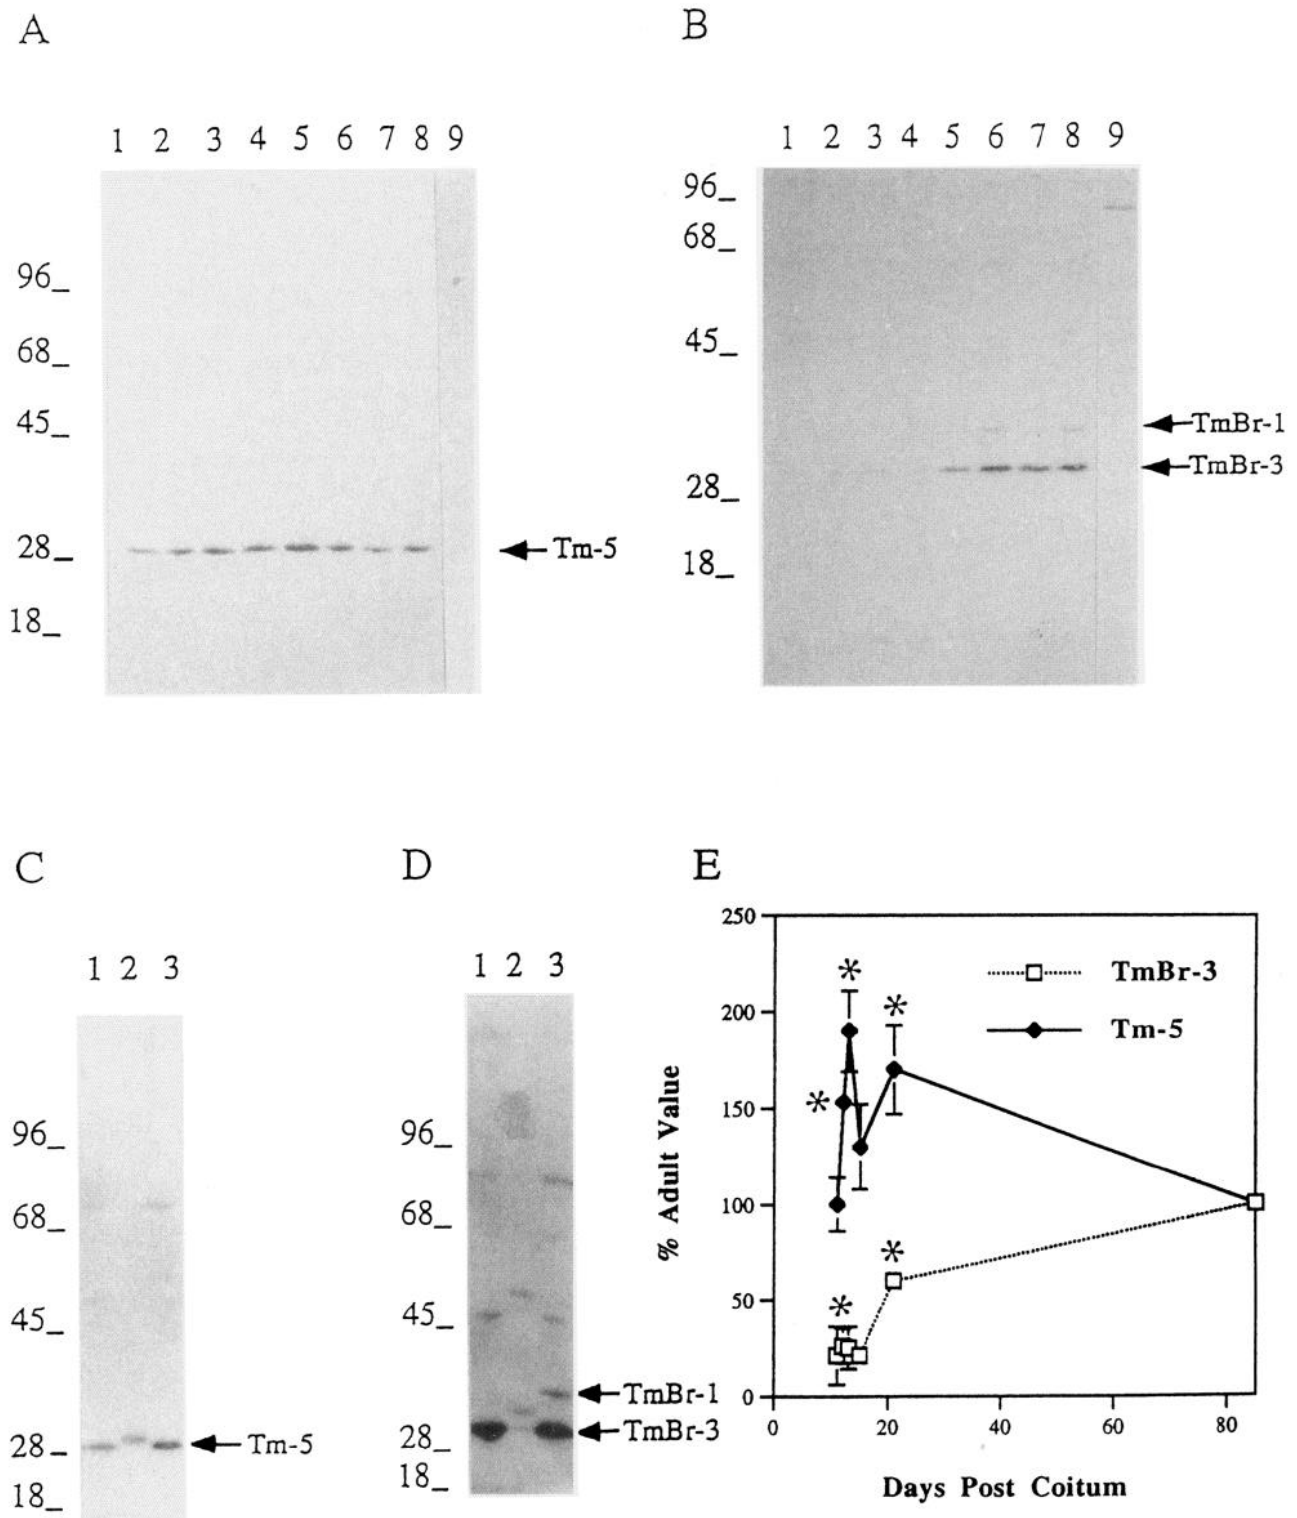 A
1 2 3 4 5 6 7 8 9
96_
68_
45_
28_
18_
Tm-5
B
1 2 3 4 5 6 7 8 9
96_
68_
45_
28_
18_
TmBr-1
TmBr-3
C
1 2 3
96_
68_
45_
28_
18_
Tm-5
D
1 2 3
96_
68_
45_
28_
18_
TmBr-1
TmBr-3
E
250
200
150
100
50
0
% Adult Value
TmBr-3
Tm-5
*
*
*
*
*
0 20 40 60 80
Days Post Coitum